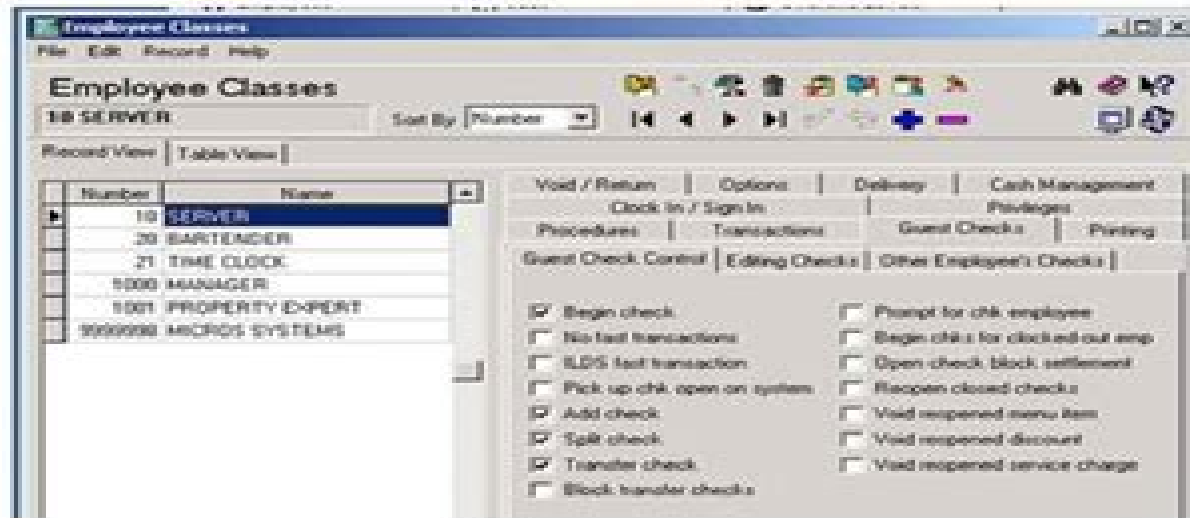 Employee Classes
File Edit Record Help
Employee Classes
10 SERVER
Sort By Number
Record View Table View
Number Name
10 SERVER
20 BARTENDER
21 TIME CLOCK
1000 MANAGER
1001 PROPERTY EXPERT
MICROS SYSTEMS
Void / Return Options Delivery Cash Management
Clock In / Sign In Privileges
Procedures Transactions Guest Checks Printing
Guest Check Control Editing Checks Other Employee's Checks
Begin check
No fast transactions
ILDS fast transaction
Pick up chk open on system
Add check
Split check
Transfer check
Block transfer checks
Prompt for chk employee
Begin chks for clocked out emp
Open check block settlement
Reopen closed checks
Void reopened menu item
Void reopened discount
Void reopened service charge